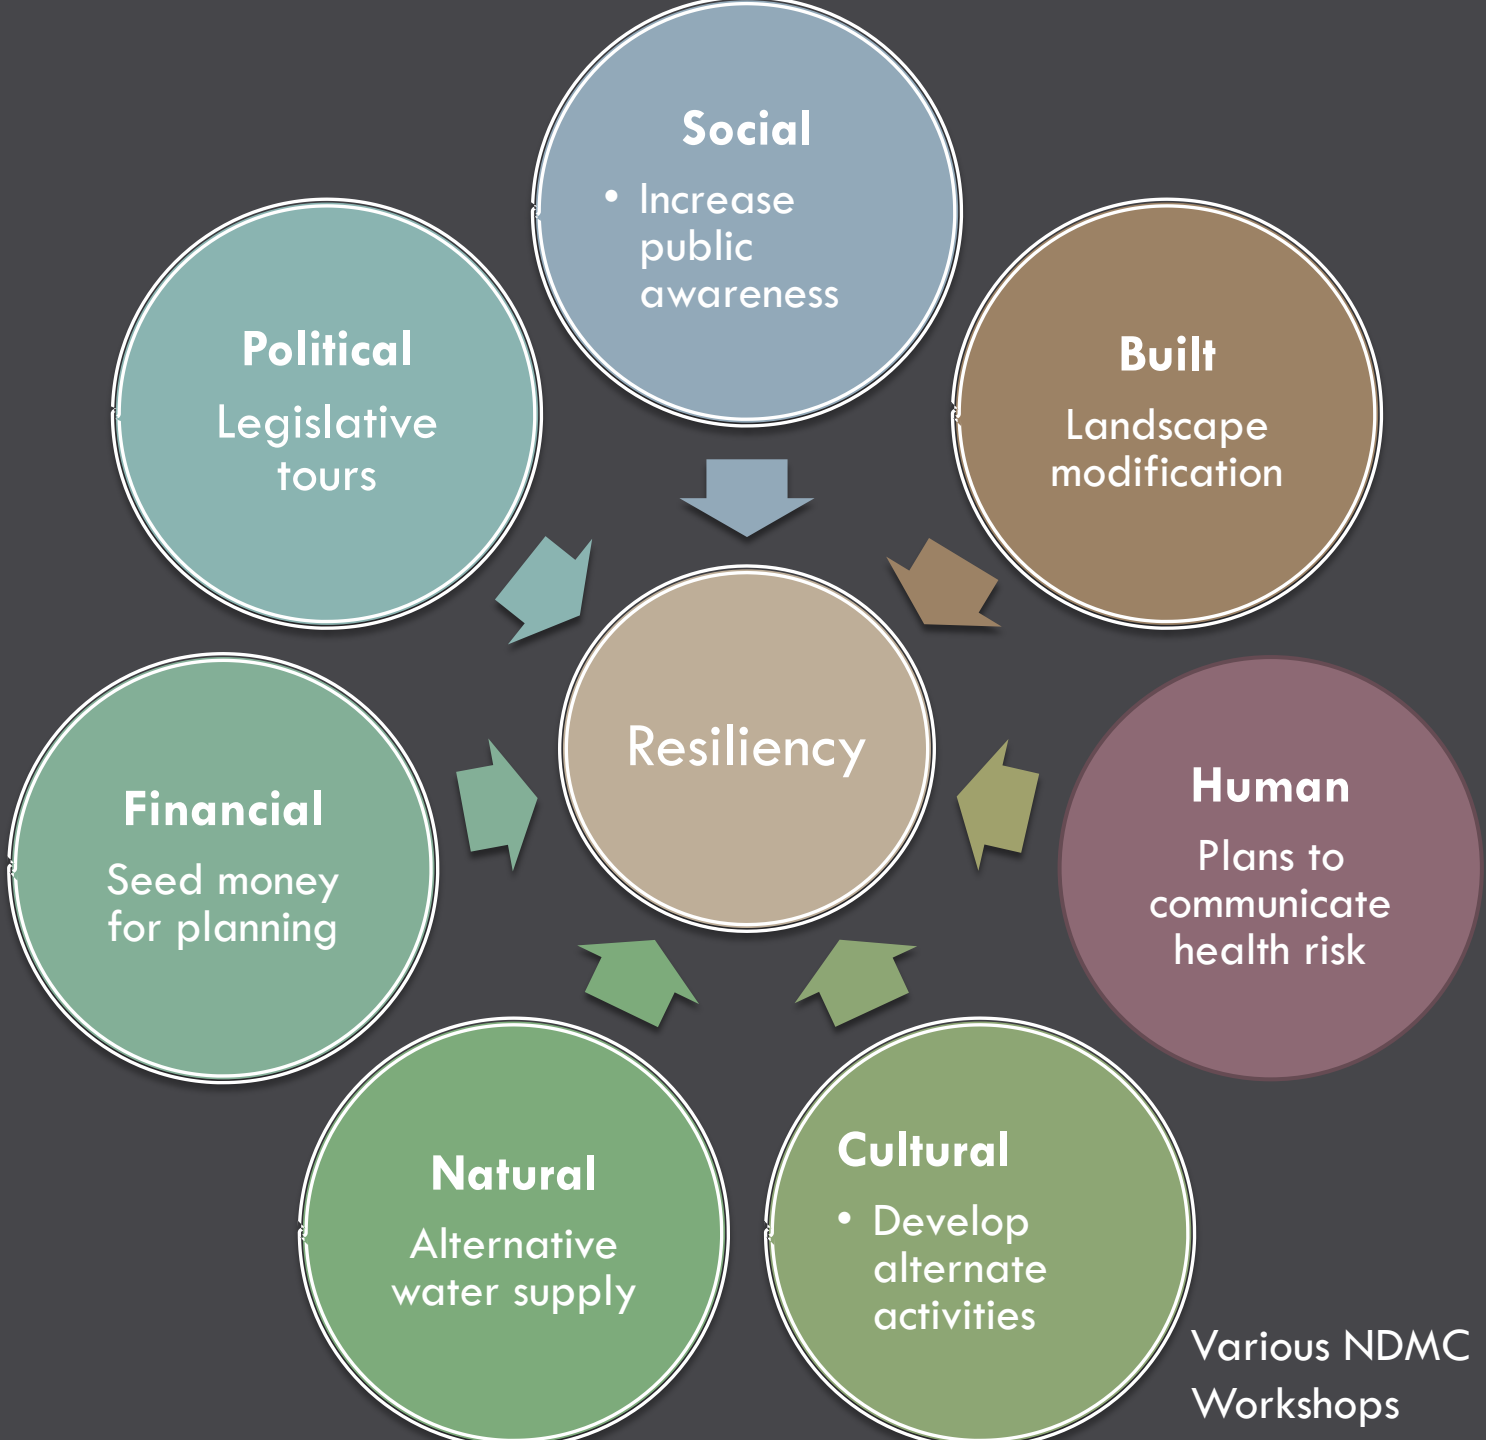 Social
• Increase
public
awareness
Political
Legislative
tours
Built
Landscape
modification
Resiliency
Financial
Seed money
for planning
Human
Plans to
communicate
health risk
Natural
Alternative
water supply
Cultural
• Develop
alternate
activities
Various NDMC
Workshops